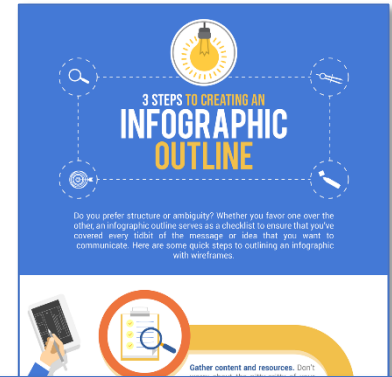 3 STEPS TO CREATING AN
INFOGRAPHIC
OUTLINE
Do you prefer structure or ambiguity? Whether you favor one over the
other, an infographic outline serves as a checklist to ensure that you've
covered every tidbit of the message or idea that you want to
communicate. Here are some quick steps to outlining an infographic
with wireframes.
Gather content and resources. Don't